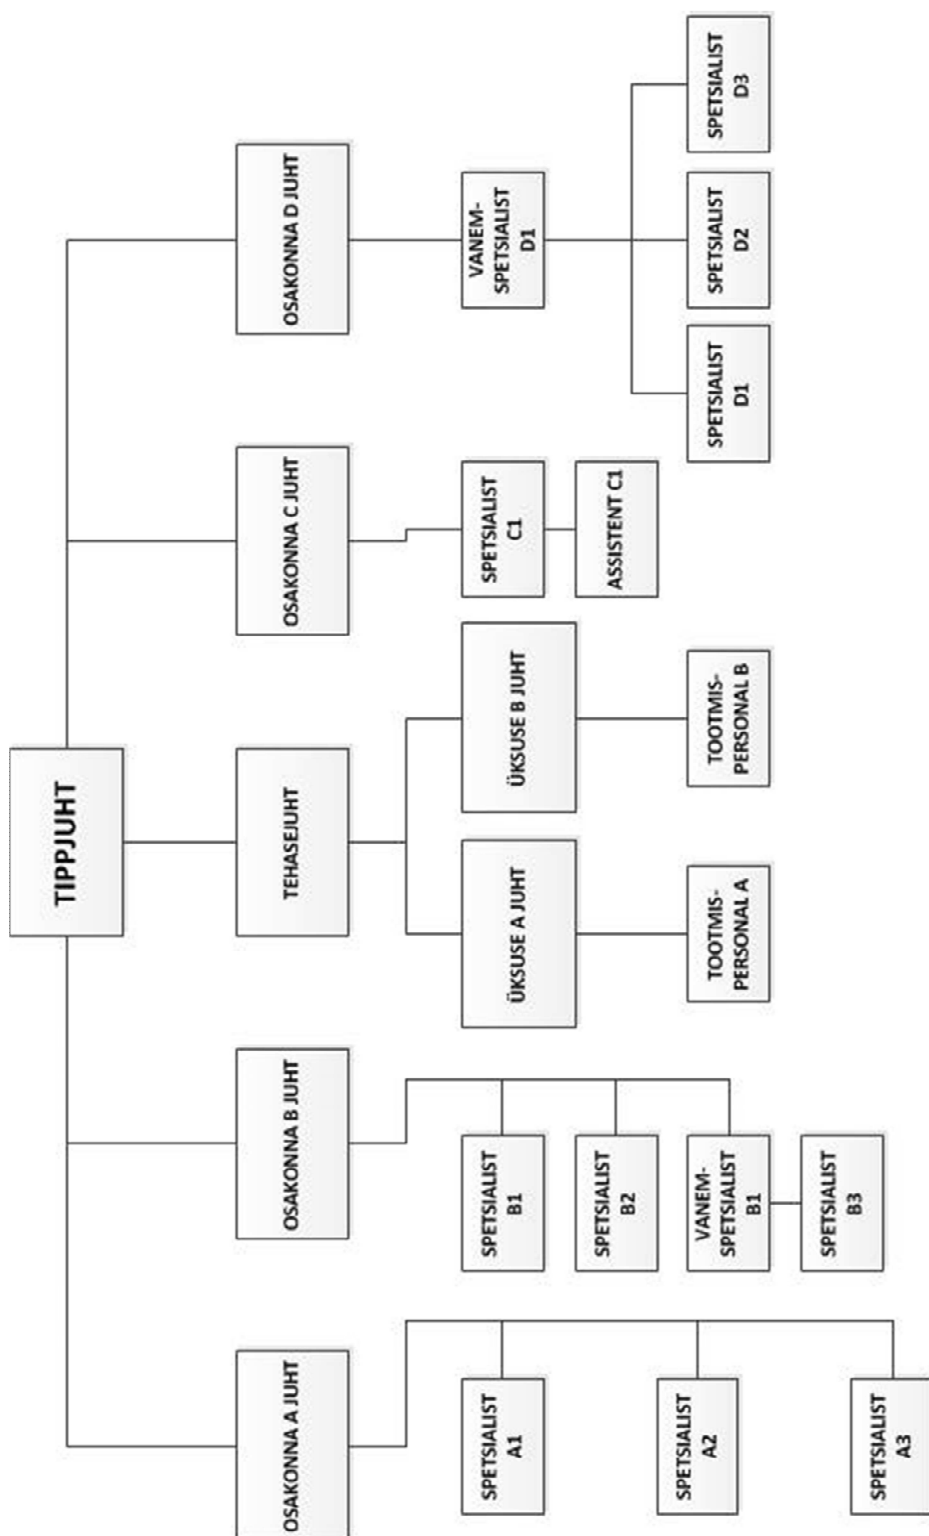 TIPPJUHT
OSAKONNA A JUHT
OSAKONNA B JUHT
TEHASEJUHT
OSAKONNA C JUHT
OSAKONNA D JUHT
SPETSIALIST
A1
SPETSIALIST
A2
SPETSIALIST
A3
SPETSIALIST
B1
SPETSIALIST
B2
VANEM-
SPETSIALIST
B1
SPETSIALIST
B3
ÜKSUSE A JUHT
TOOTMIS-
PERSONAL A
ÜKSUSE B JUHT
TOOTMIS-
PERSONAL B
SPETSIALIST
C1
ASSISTENT C1
VANEM-
SPETSIALIST
D1
SPETSIALIST
D1
SPETSIALIST
D2
SPETSIALIST
D3